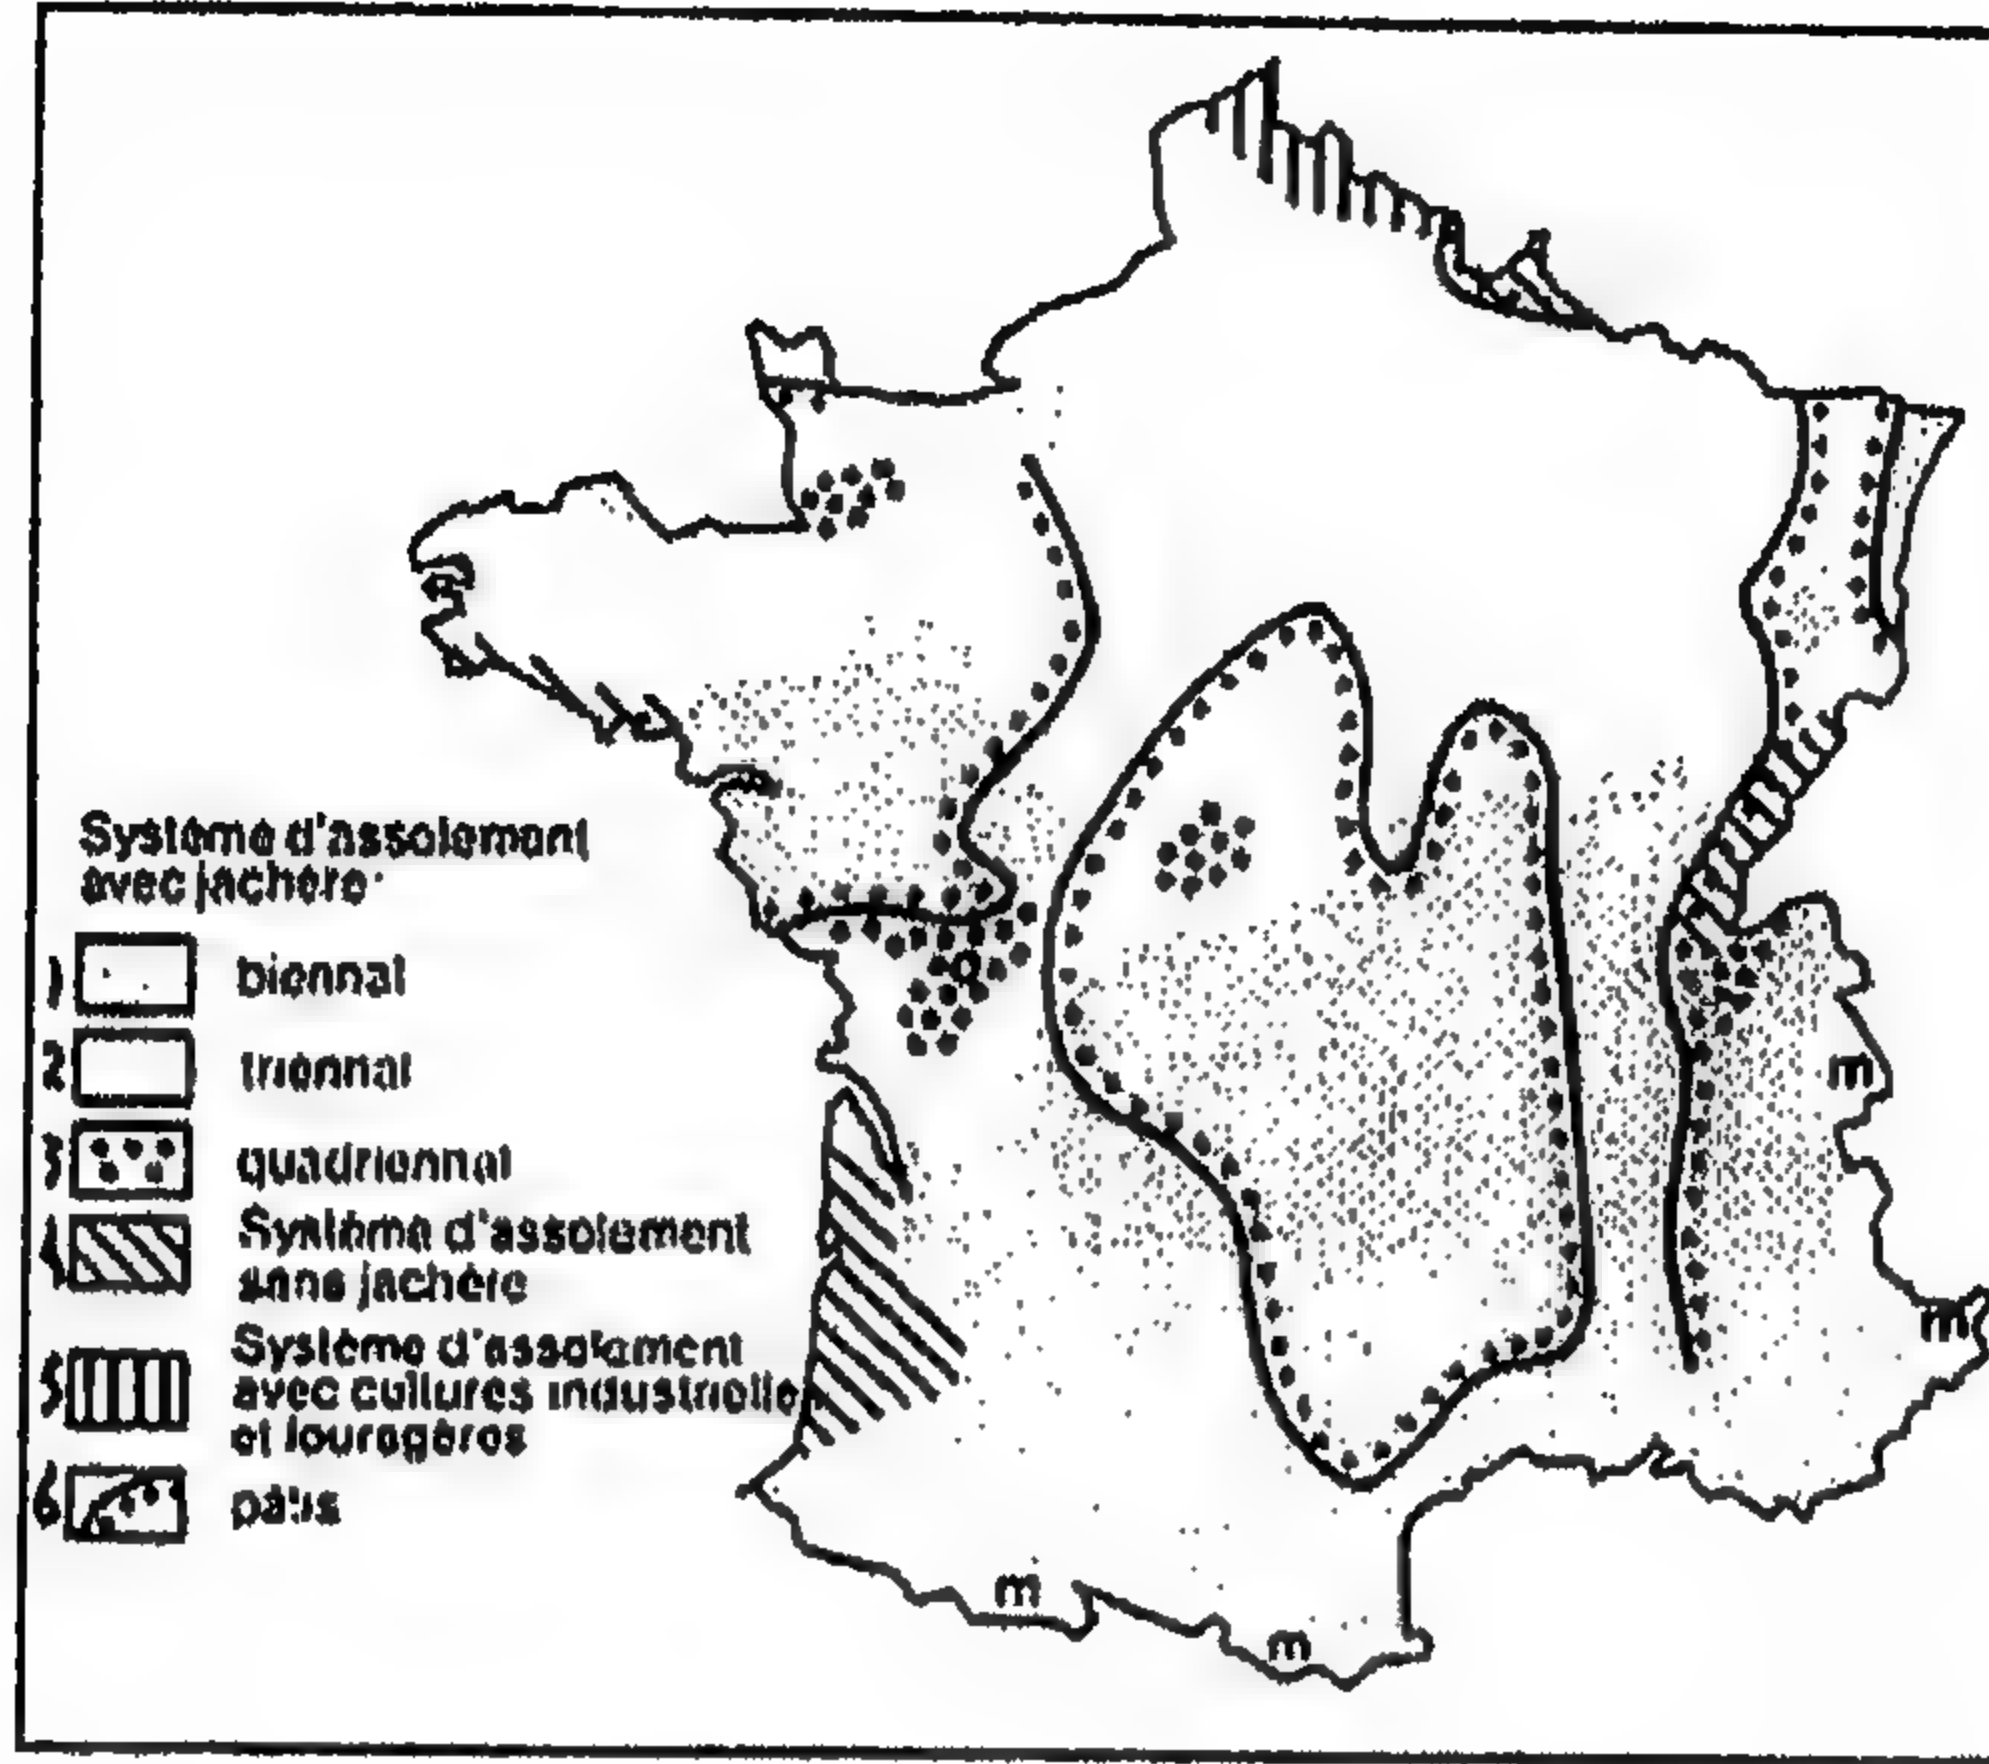 Système d'assolement
avec jachère
1 biennal
2 triennal
3 quadriennal
4 Système d'assolement
sans jachère
5 Système d'assolement
avec cultures industrielles
et fourragères
6 pâtis
m
m
m
m